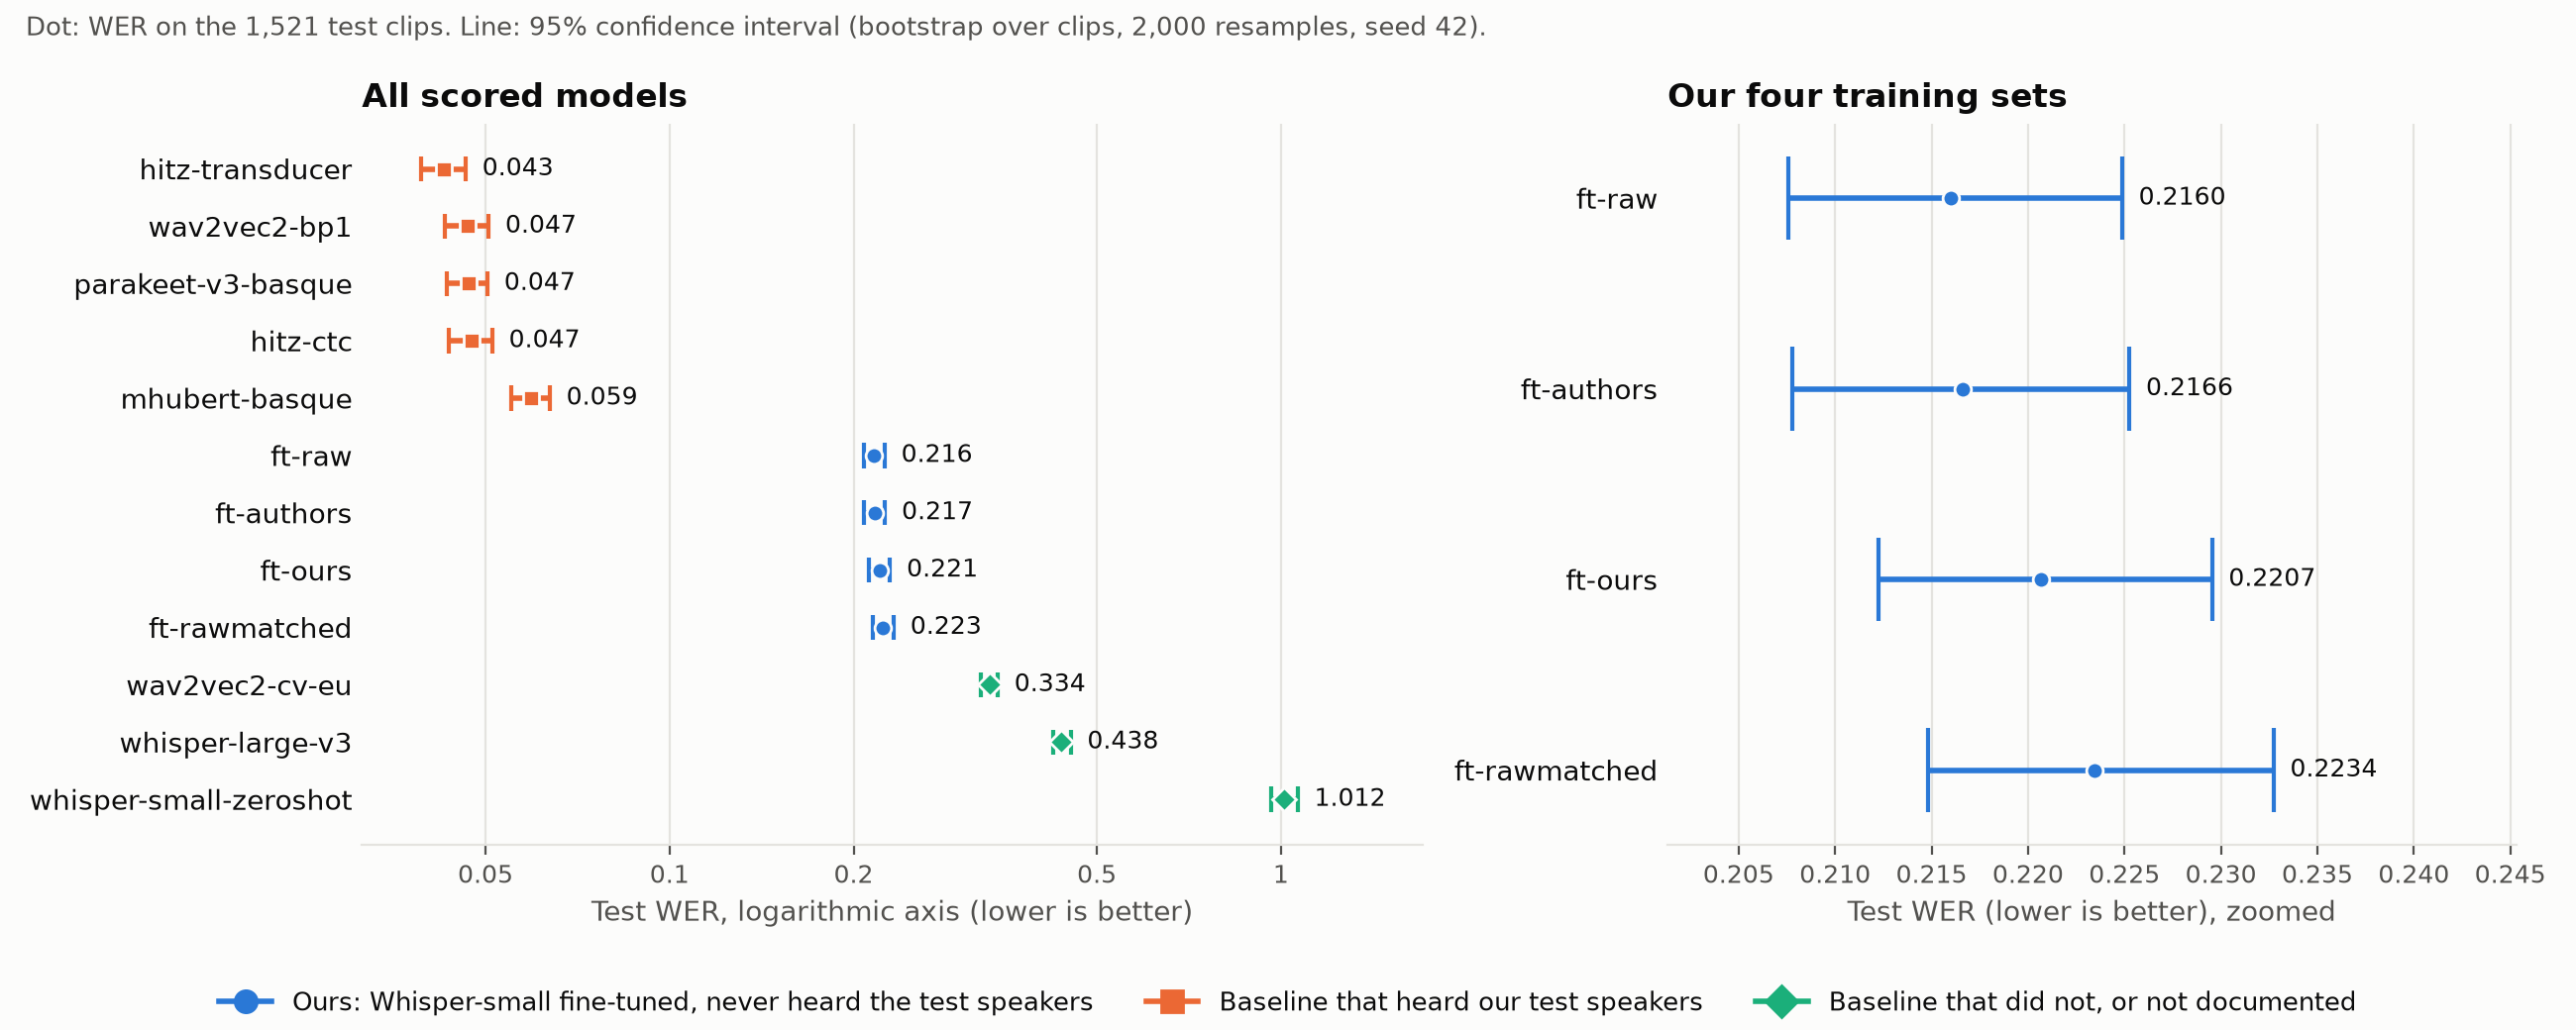 Dot: WER on the 1,521 test clips. Line: 95% confidence interval (bootstrap over clips, 2,000 resamples, seed 42).
All scored models
hitz-transducer 0.043
wav2vec2-bp1 0.047
parakeet-v3-basque 0.047
hitz-ctc 0.047
mhubert-basque 0.059
ft-raw 0.216
ft-authors 0.217
ft-ours 0.221
ft-rawmatched 0.223
wav2vec2-cv-eu 0.334
whisper-large-v3 0.438
whisper-small-zeroshot 1.012
0.05 0.1 0.2 0.5 1
Test WER, logarithmic axis (lower is better)
Our four training sets
ft-raw 0.2160
ft-authors 0.2166
ft-ours 0.2207
ft-rawmatched 0.2234
0.205 0.210 0.215 0.220 0.225 0.230 0.235 0.240 0.245
Test WER (lower is better), zoomed
Ours: Whisper-small fine-tuned, never heard the test speakers
Baseline that heard our test speakers
Baseline that did not, or not documented